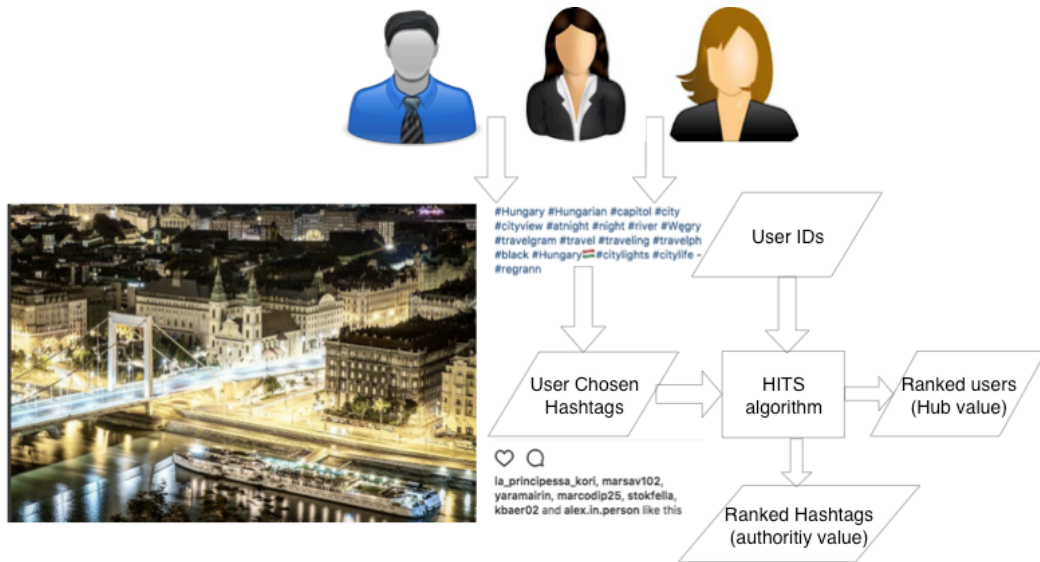 #Hungary #Hungarian #capitol #city
#cityview #atnight #night #river #Węgry
#travelgram #travel #traveling #travelph
#black #Hungary🇭🇺#citylights #citylife -
#regrann
User IDs
User Chosen
Hashtags
HITS
algorithm
Ranked users
(Hub value)
la_principessa_kori, marsav102,
yaramairin, marcodip25, stokfella,
kbaer02 and alex.in.person like this
Ranked Hashtags
(authoritiy value)